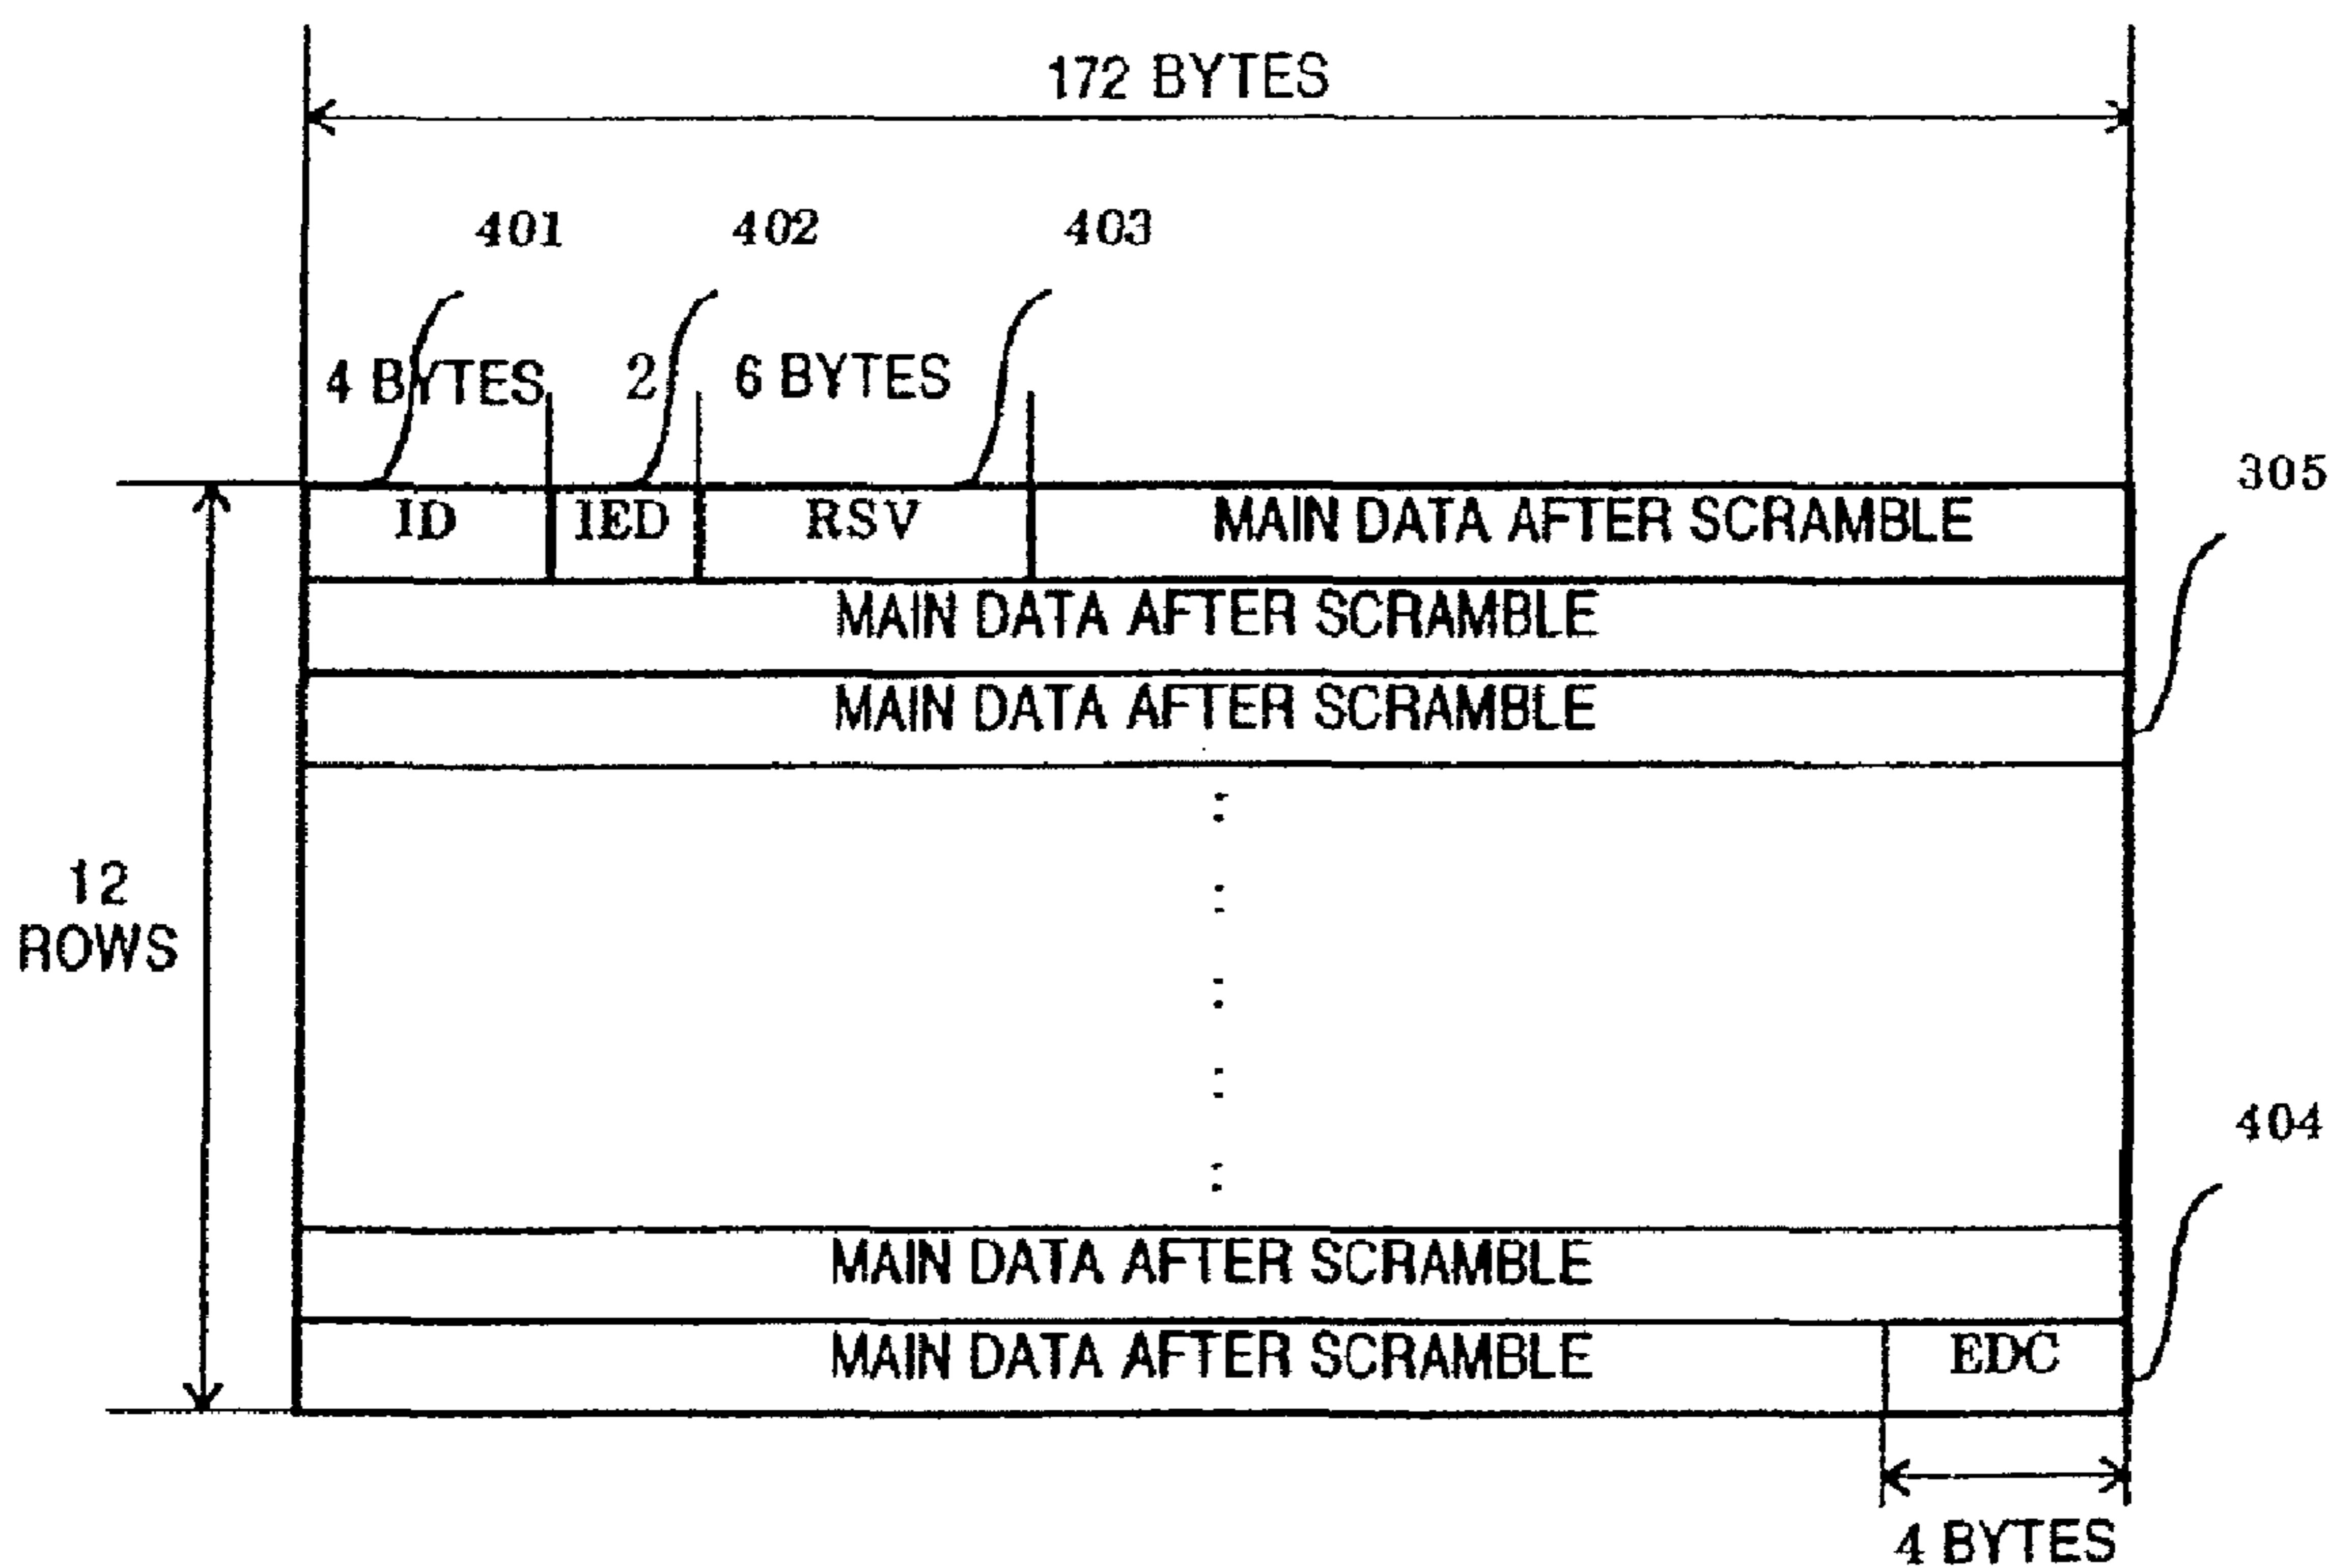 172 BYTES
401 402 403
4 BYTES 2 6 BYTES
305
ID IED RSV MAIN DATA AFTER SCRAMBLE
MAIN DATA AFTER SCRAMBLE
MAIN DATA AFTER SCRAMBLE
12
ROWS
404
MAIN DATA AFTER SCRAMBLE
MAIN DATA AFTER SCRAMBLE EDC
4 BYTES